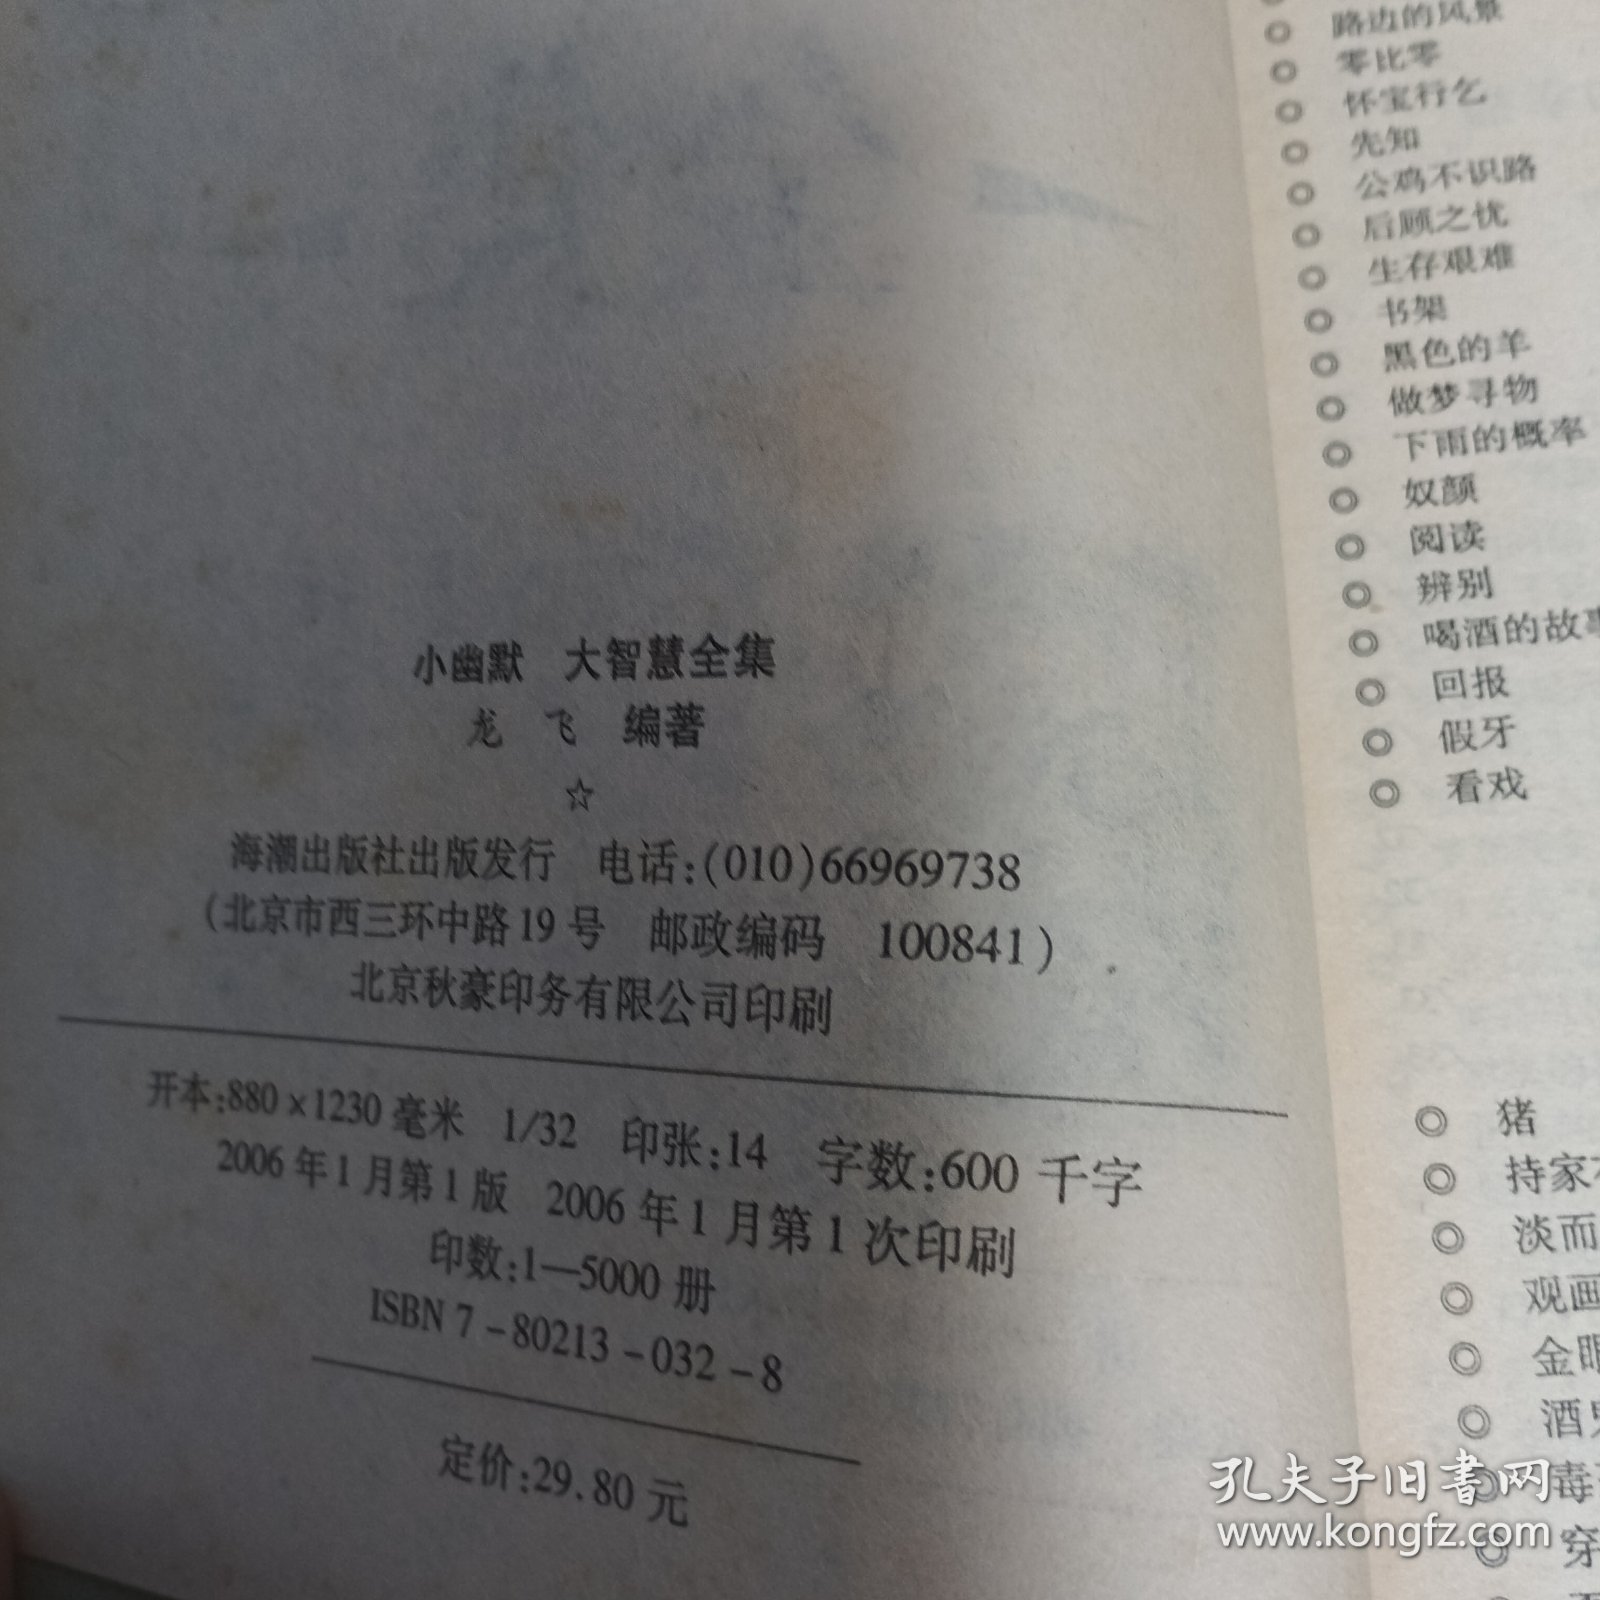 小幽默 大智慧全集
龙 飞 编著
☆
海潮出版社出版发行 电话:(010)66969738
(北京市西三环中路19号 邮政编码 100841)
北京秋豪印务有限公司印刷
开本:880×1230毫米 1/32 印张:14 字数:600千字
2006年1月第1版 2006年1月第1次印刷
印数:1—5000册
ISBN 7-80213-032-8
定价:29.80元
◎ 路边的风景
◎ 零比零
◎ 怀宝行乞
◎ 先知
◎ 公鸡不识路
◎ 后顾之忧
◎ 生存艰难
◎ 书架
◎ 黑色的羊
◎ 做梦寻物
◎ 下雨的概率
◎ 奴颜
◎ 阅读
◎ 辨别
◎ 喝酒的故事
◎ 回报
◎ 假牙
◎ 看戏
◎ 猪
◎ 持家
◎ 淡而
◎ 观画
◎ 金眼
◎ 酒
◎ 毒
◎ 穿
孔夫子旧书网
www.kongfz.com